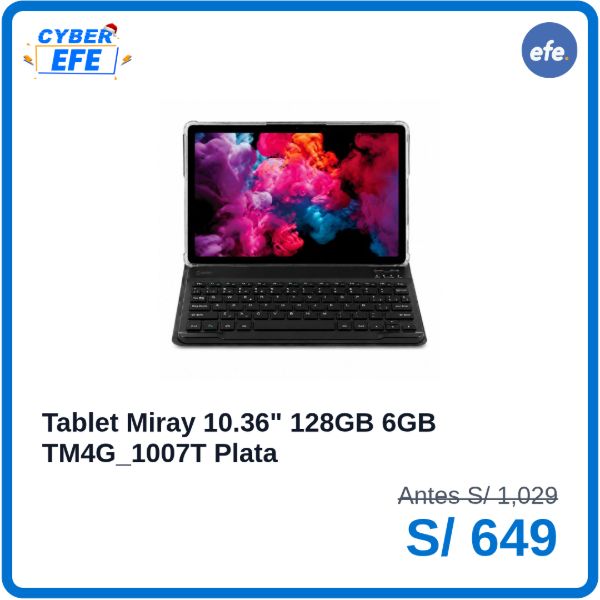 CYBER
EFE
efe.
Tablet Miray 10.36" 128GB 6GB
TM4G_1007T Plata
Antes S/ 1,029
S/ 649